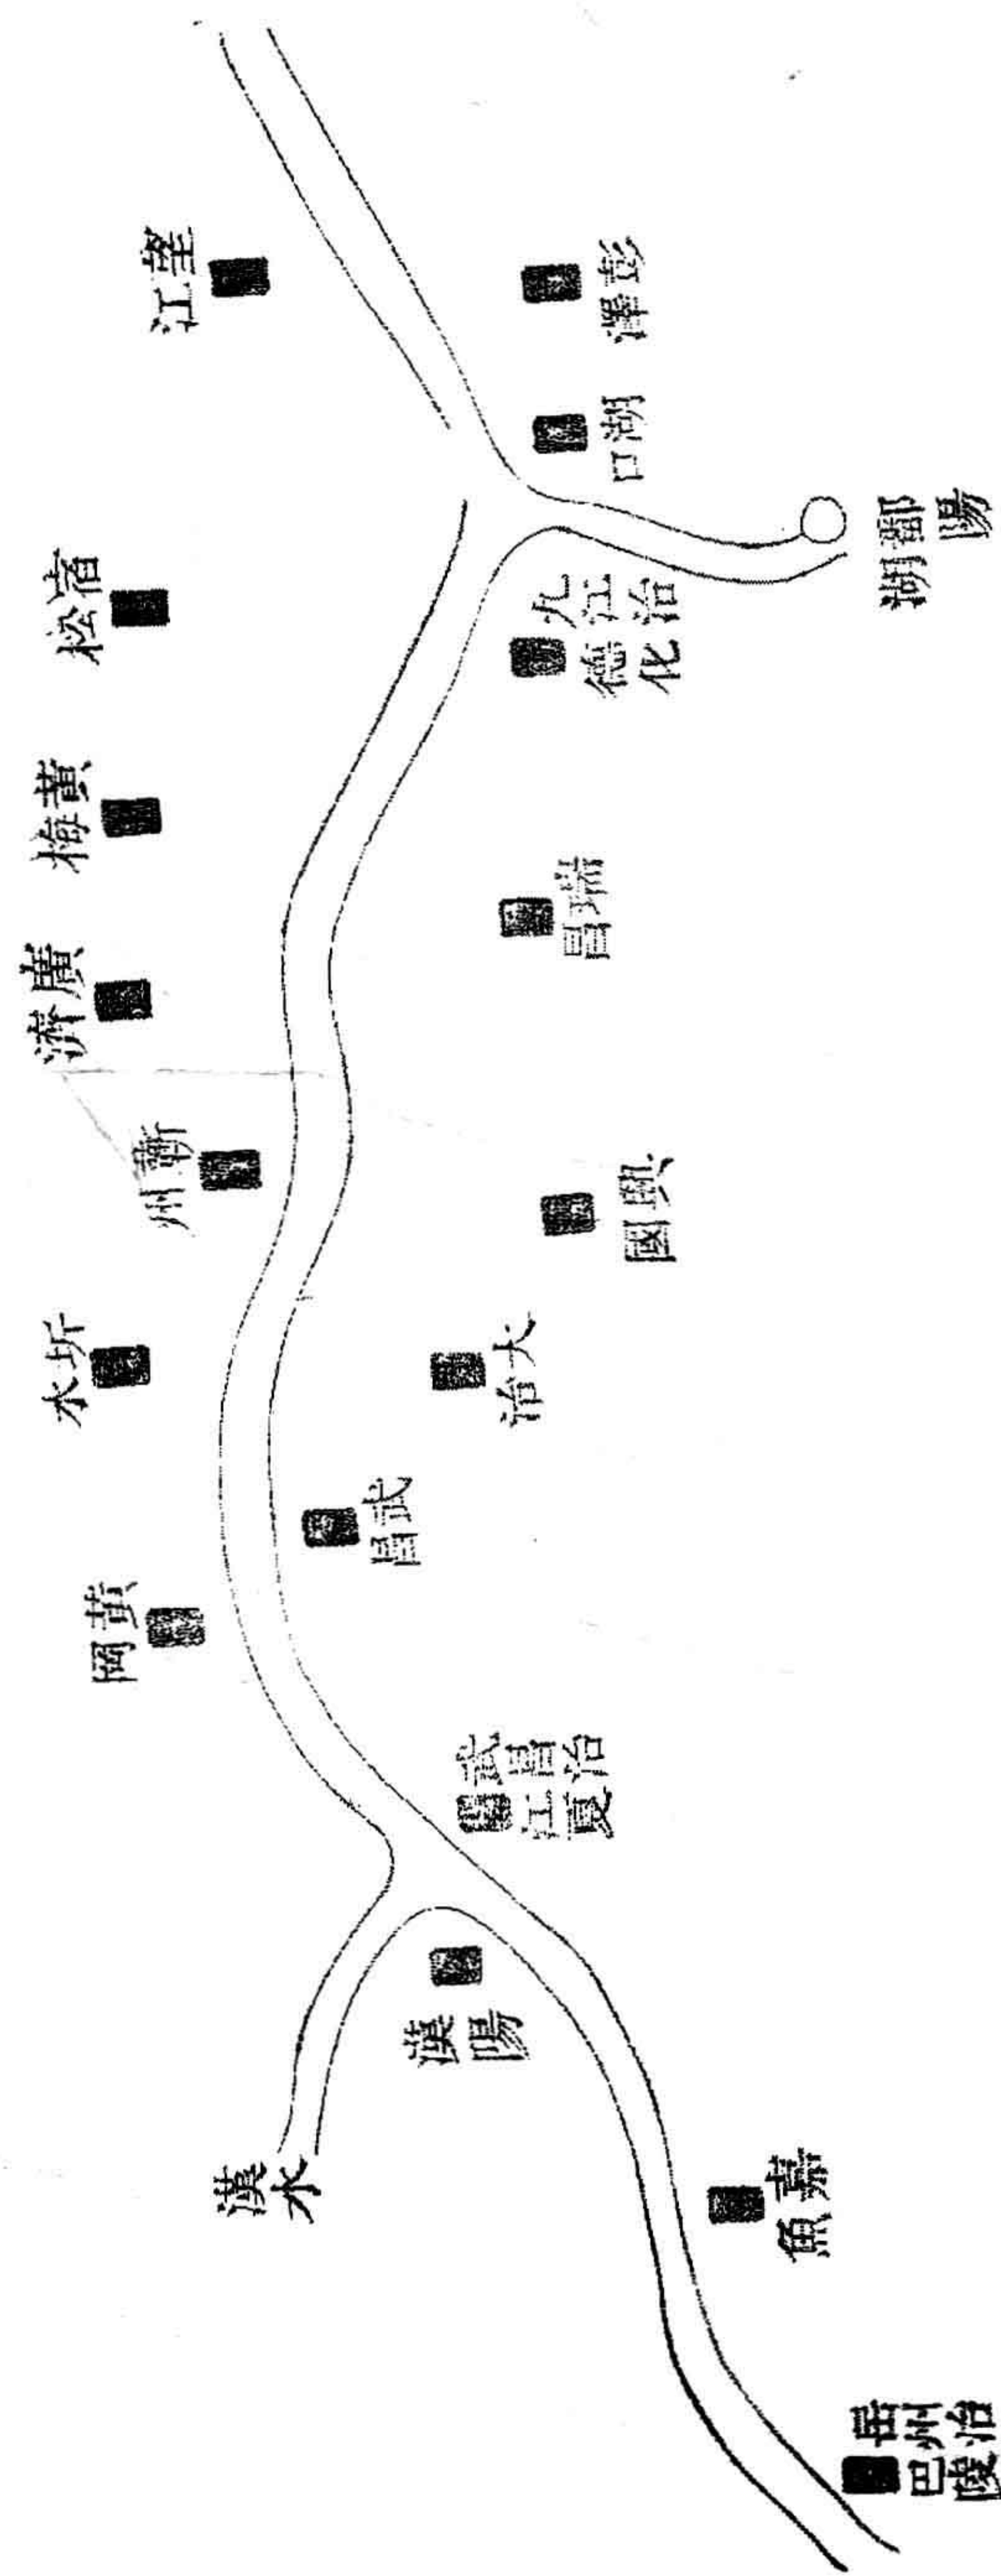 望江
彭澤
湖口
鄱陽湖
宿松
九江治
德化
黃梅
瑞昌
廣濟
蘄州
興國
圻水
大冶
武昌
黃岡
武昌治
江夏
漢陽
漢水
嘉魚
岳州治
巴陵